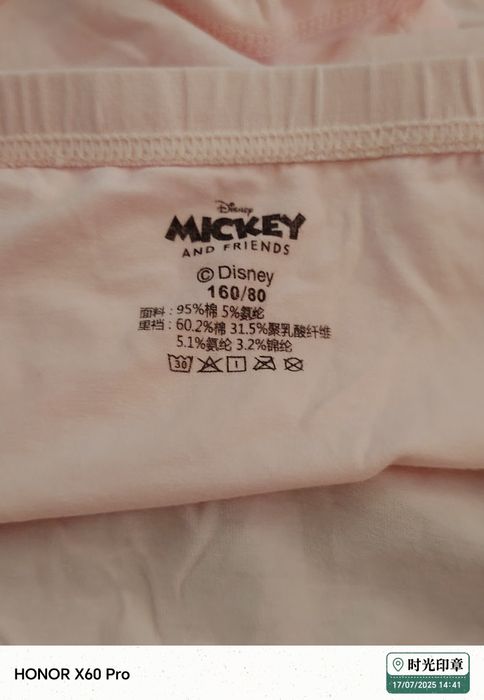 Disney
MICKEY
AND FRIENDS
©Disney
160/80
面料：95%棉 5%氨纶
里裆：60.2%棉 31.5%聚乳酸纤维
5.1%氨纶 3.2%锦纶
30
HONOR X60 Pro
时光印章
17/07/2025 14:41